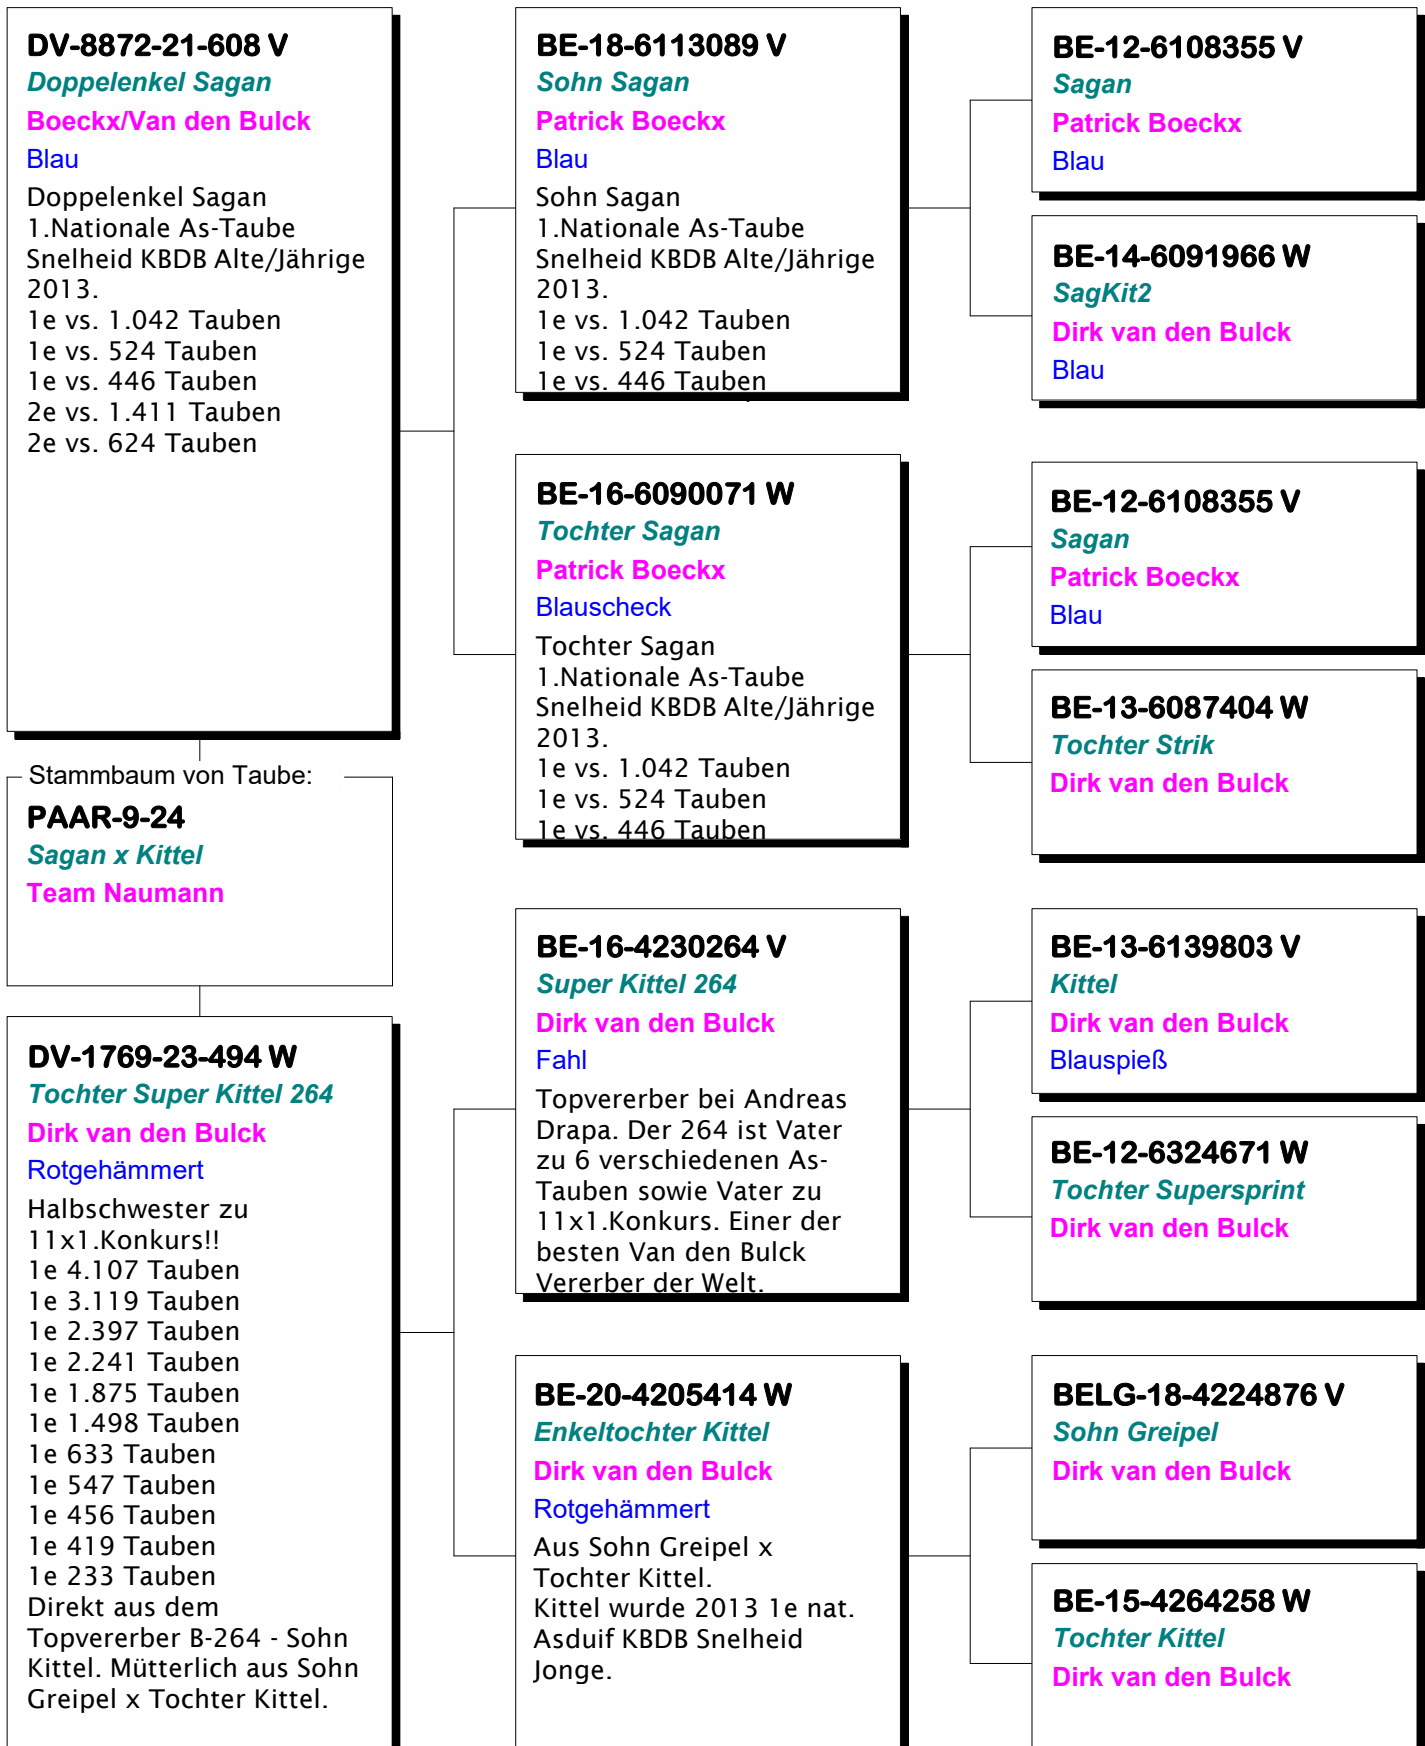 DV-8872-21-608 V
Doppelenkel Sagan
Boeckx/Van den Bulck
Blau
Doppelenkel Sagan
1.Nationale As-Taube
Snelheid KBDB Alte/Jährige
2013.
1e vs. 1.042 Tauben
1e vs. 524 Tauben
1e vs. 446 Tauben
2e vs. 1.411 Tauben
2e vs. 624 Tauben
Stammbaum von Taube:
PAAR-9-24
Sagan x Kittel
Team Naumann
DV-1769-23-494 W
Tochter Super Kittel 264
Dirk van den Bulck
Rotgehämmert
Halbschwester zu
11x1.Konkurs!!
1e 4.107 Tauben
1e 3.119 Tauben
1e 2.397 Tauben
1e 2.241 Tauben
1e 1.875 Tauben
1e 1.498 Tauben
1e 633 Tauben
1e 547 Tauben
1e 456 Tauben
1e 419 Tauben
1e 233 Tauben
Direkt aus dem
Topvererber B-264 - Sohn
Kittel. Mütterlich aus Sohn
Greipel x Tochter Kittel.
BE-18-6113089 V
Sohn Sagan
Patrick Boeckx
Blau
Sohn Sagan
1.Nationale As-Taube
Snelheid KBDB Alte/Jährige
2013.
1e vs. 1.042 Tauben
1e vs. 524 Tauben
1e vs. 446 Tauben
BE-16-6090071 W
Tochter Sagan
Patrick Boeckx
Blauscheck
Tochter Sagan
1.Nationale As-Taube
Snelheid KBDB Alte/Jährige
2013.
1e vs. 1.042 Tauben
1e vs. 524 Tauben
1e vs. 446 Tauben
BE-16-4230264 V
Super Kittel 264
Dirk van den Bulck
Fahl
Topvererber bei Andreas
Drapa. Der 264 ist Vater
zu 6 verschiedenen As-
Tauben sowie Vater zu
11x1.Konkurs. Einer der
besten Van den Bulck
Vererber der Welt.
BE-20-4205414 W
Enkeltochter Kittel
Dirk van den Bulck
Rotgehämmert
Aus Sohn Greipel x
Tochter Kittel.
Kittel wurde 2013 1e nat.
Asduif KBDB Snelheid
Jonge.
BE-12-6108355 V
Sagan
Patrick Boeckx
Blau
BE-14-6091966 W
SagKit2
Dirk van den Bulck
Blau
BE-12-6108355 V
Sagan
Patrick Boeckx
Blau
BE-13-6087404 W
Tochter Strik
Dirk van den Bulck
BE-13-6139803 V
Kittel
Dirk van den Bulck
Blauspieß
BE-12-6324671 W
Tochter Supersprint
Dirk van den Bulck
BELG-18-4224876 V
Sohn Greipel
Dirk van den Bulck
BE-15-4264258 W
Tochter Kittel
Dirk van den Bulck